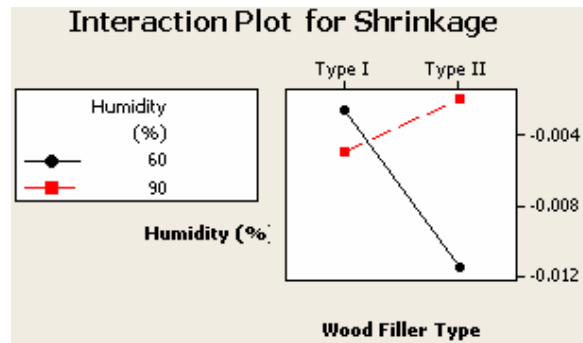 Interaction Plot for Shrinkage
Type I Type II
Humidity
(%)
60
90
-0.004
-0.008
-0.012
Humidity (%)
Wood Filler Type